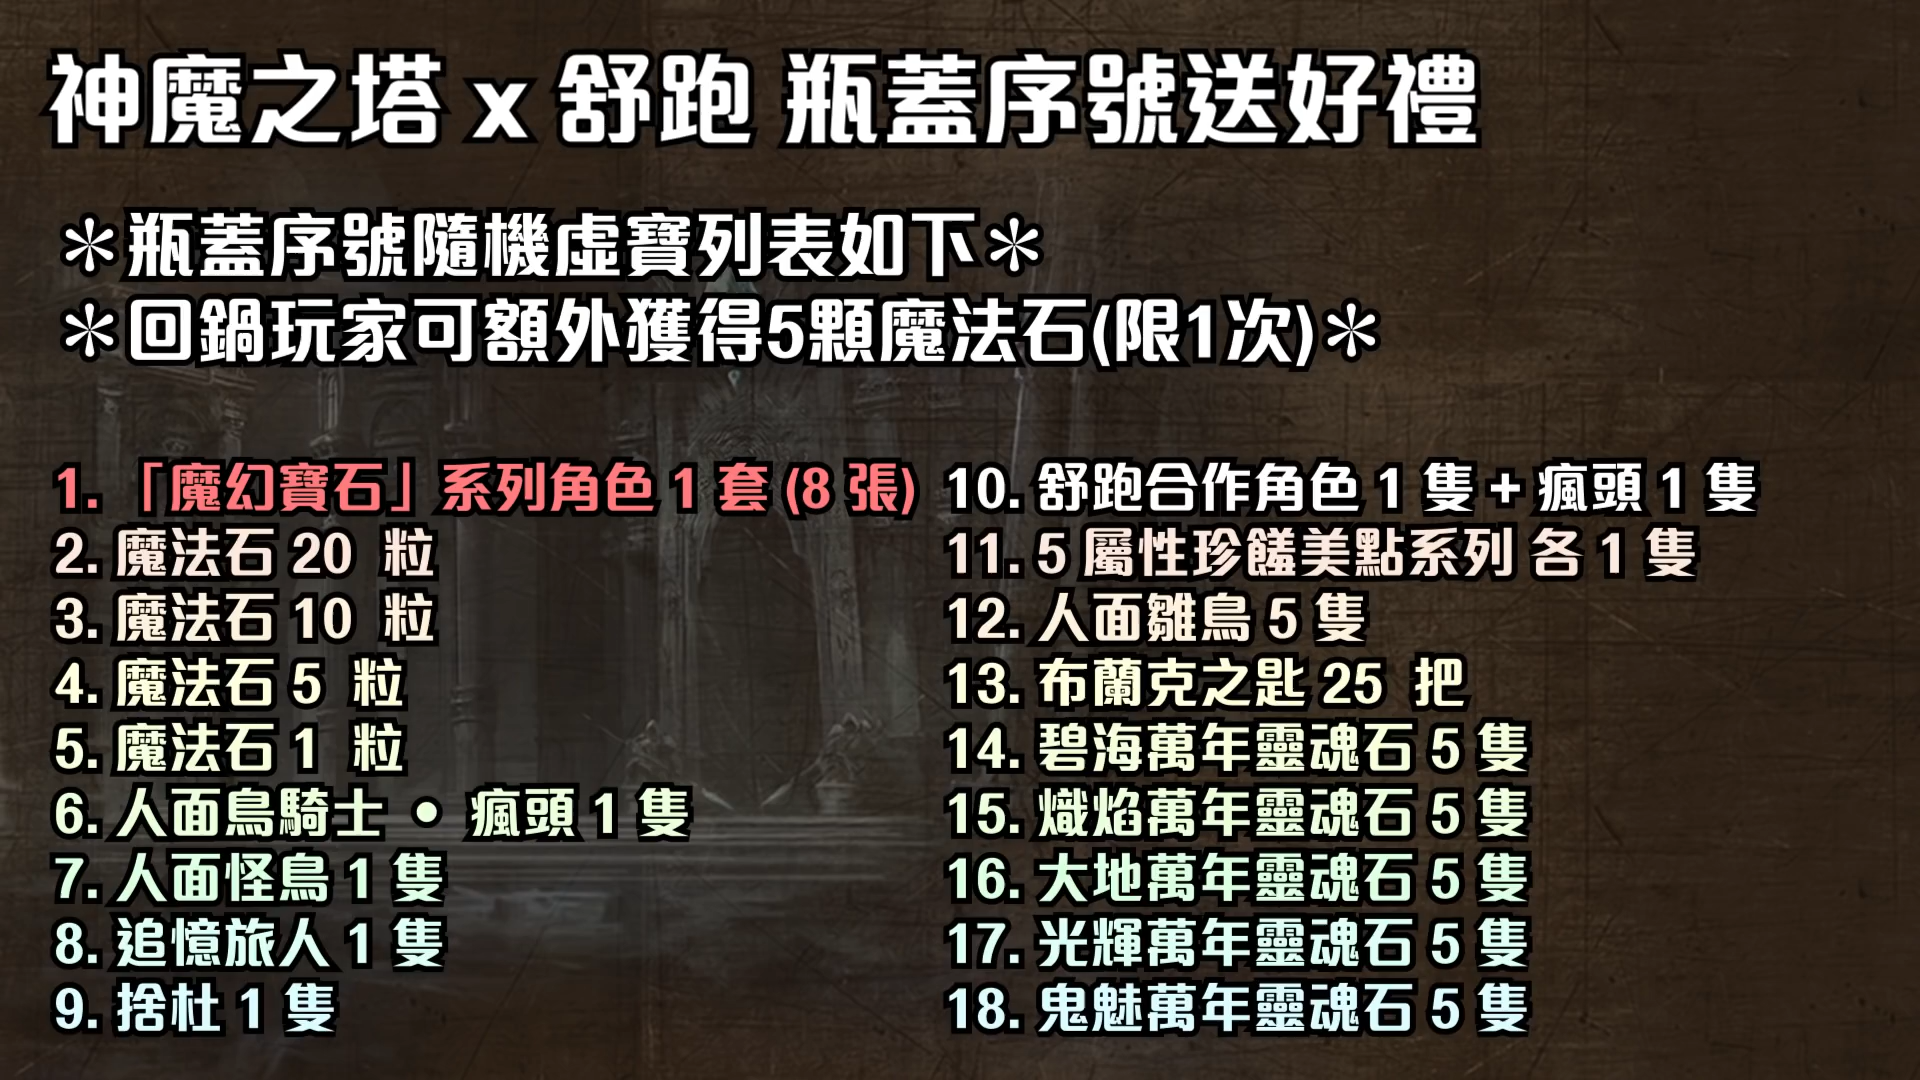 神魔之塔 x 舒跑 瓶蓋序號送好禮
＊瓶蓋序號隨機虛寶列表如下＊
＊回鍋玩家可額外獲得5顆魔法石(限1次)＊
1. 「魔幻寶石」系列角色 1 套 (8 張)
2. 魔法石 20 粒
3. 魔法石 10 粒
4. 魔法石 5 粒
5. 魔法石 1 粒
6. 人面鳥騎士 • 瘋頭 1 隻
7. 人面怪鳥 1 隻
8. 追憶旅人 1 隻
9. 捨杜 1 隻
10. 舒跑合作角色 1 隻 + 瘋頭 1 隻
11. 5 屬性珍饈美點系列 各 1 隻
12. 人面雛鳥 5 隻
13. 布蘭克之匙 25 把
14. 碧海萬年靈魂石 5 隻
15. 熾焰萬年靈魂石 5 隻
16. 大地萬年靈魂石 5 隻
17. 光輝萬年靈魂石 5 隻
18. 鬼魅萬年靈魂石 5 隻